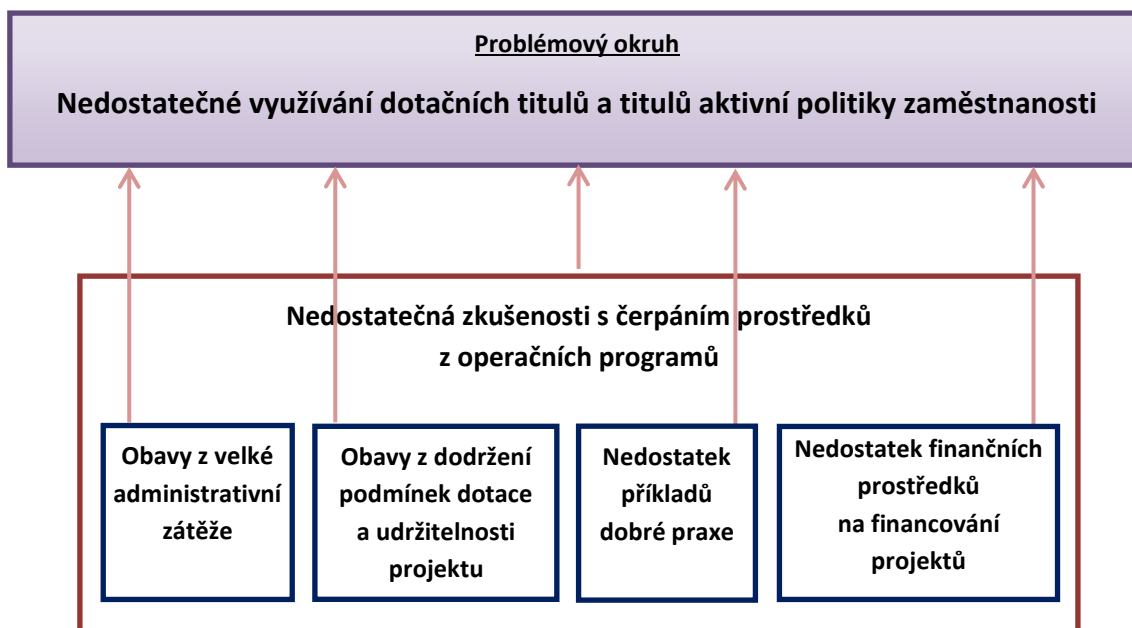 Problémový okruh
Nedostatečné využívání dotačních titulů a titulů aktivní politiky zaměstnanosti
Nedostatečná zkušenosti s čerpáním prostředků
z operačních programů
Obavy z velké
administrativní
zátěže
Obavy z dodržení
podmínek dotace
a udržitelnosti
projektu
Nedostatek
příkladů
dobré praxe
Nedostatek finančních
prostředků
na financování
projektů